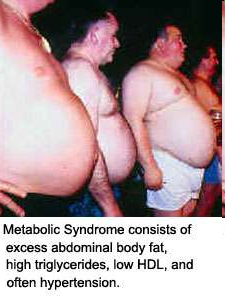 Metabolic Syndrome consists of
excess abdominal body fat,
high triglycerides, low HDL, and
often hypertension.